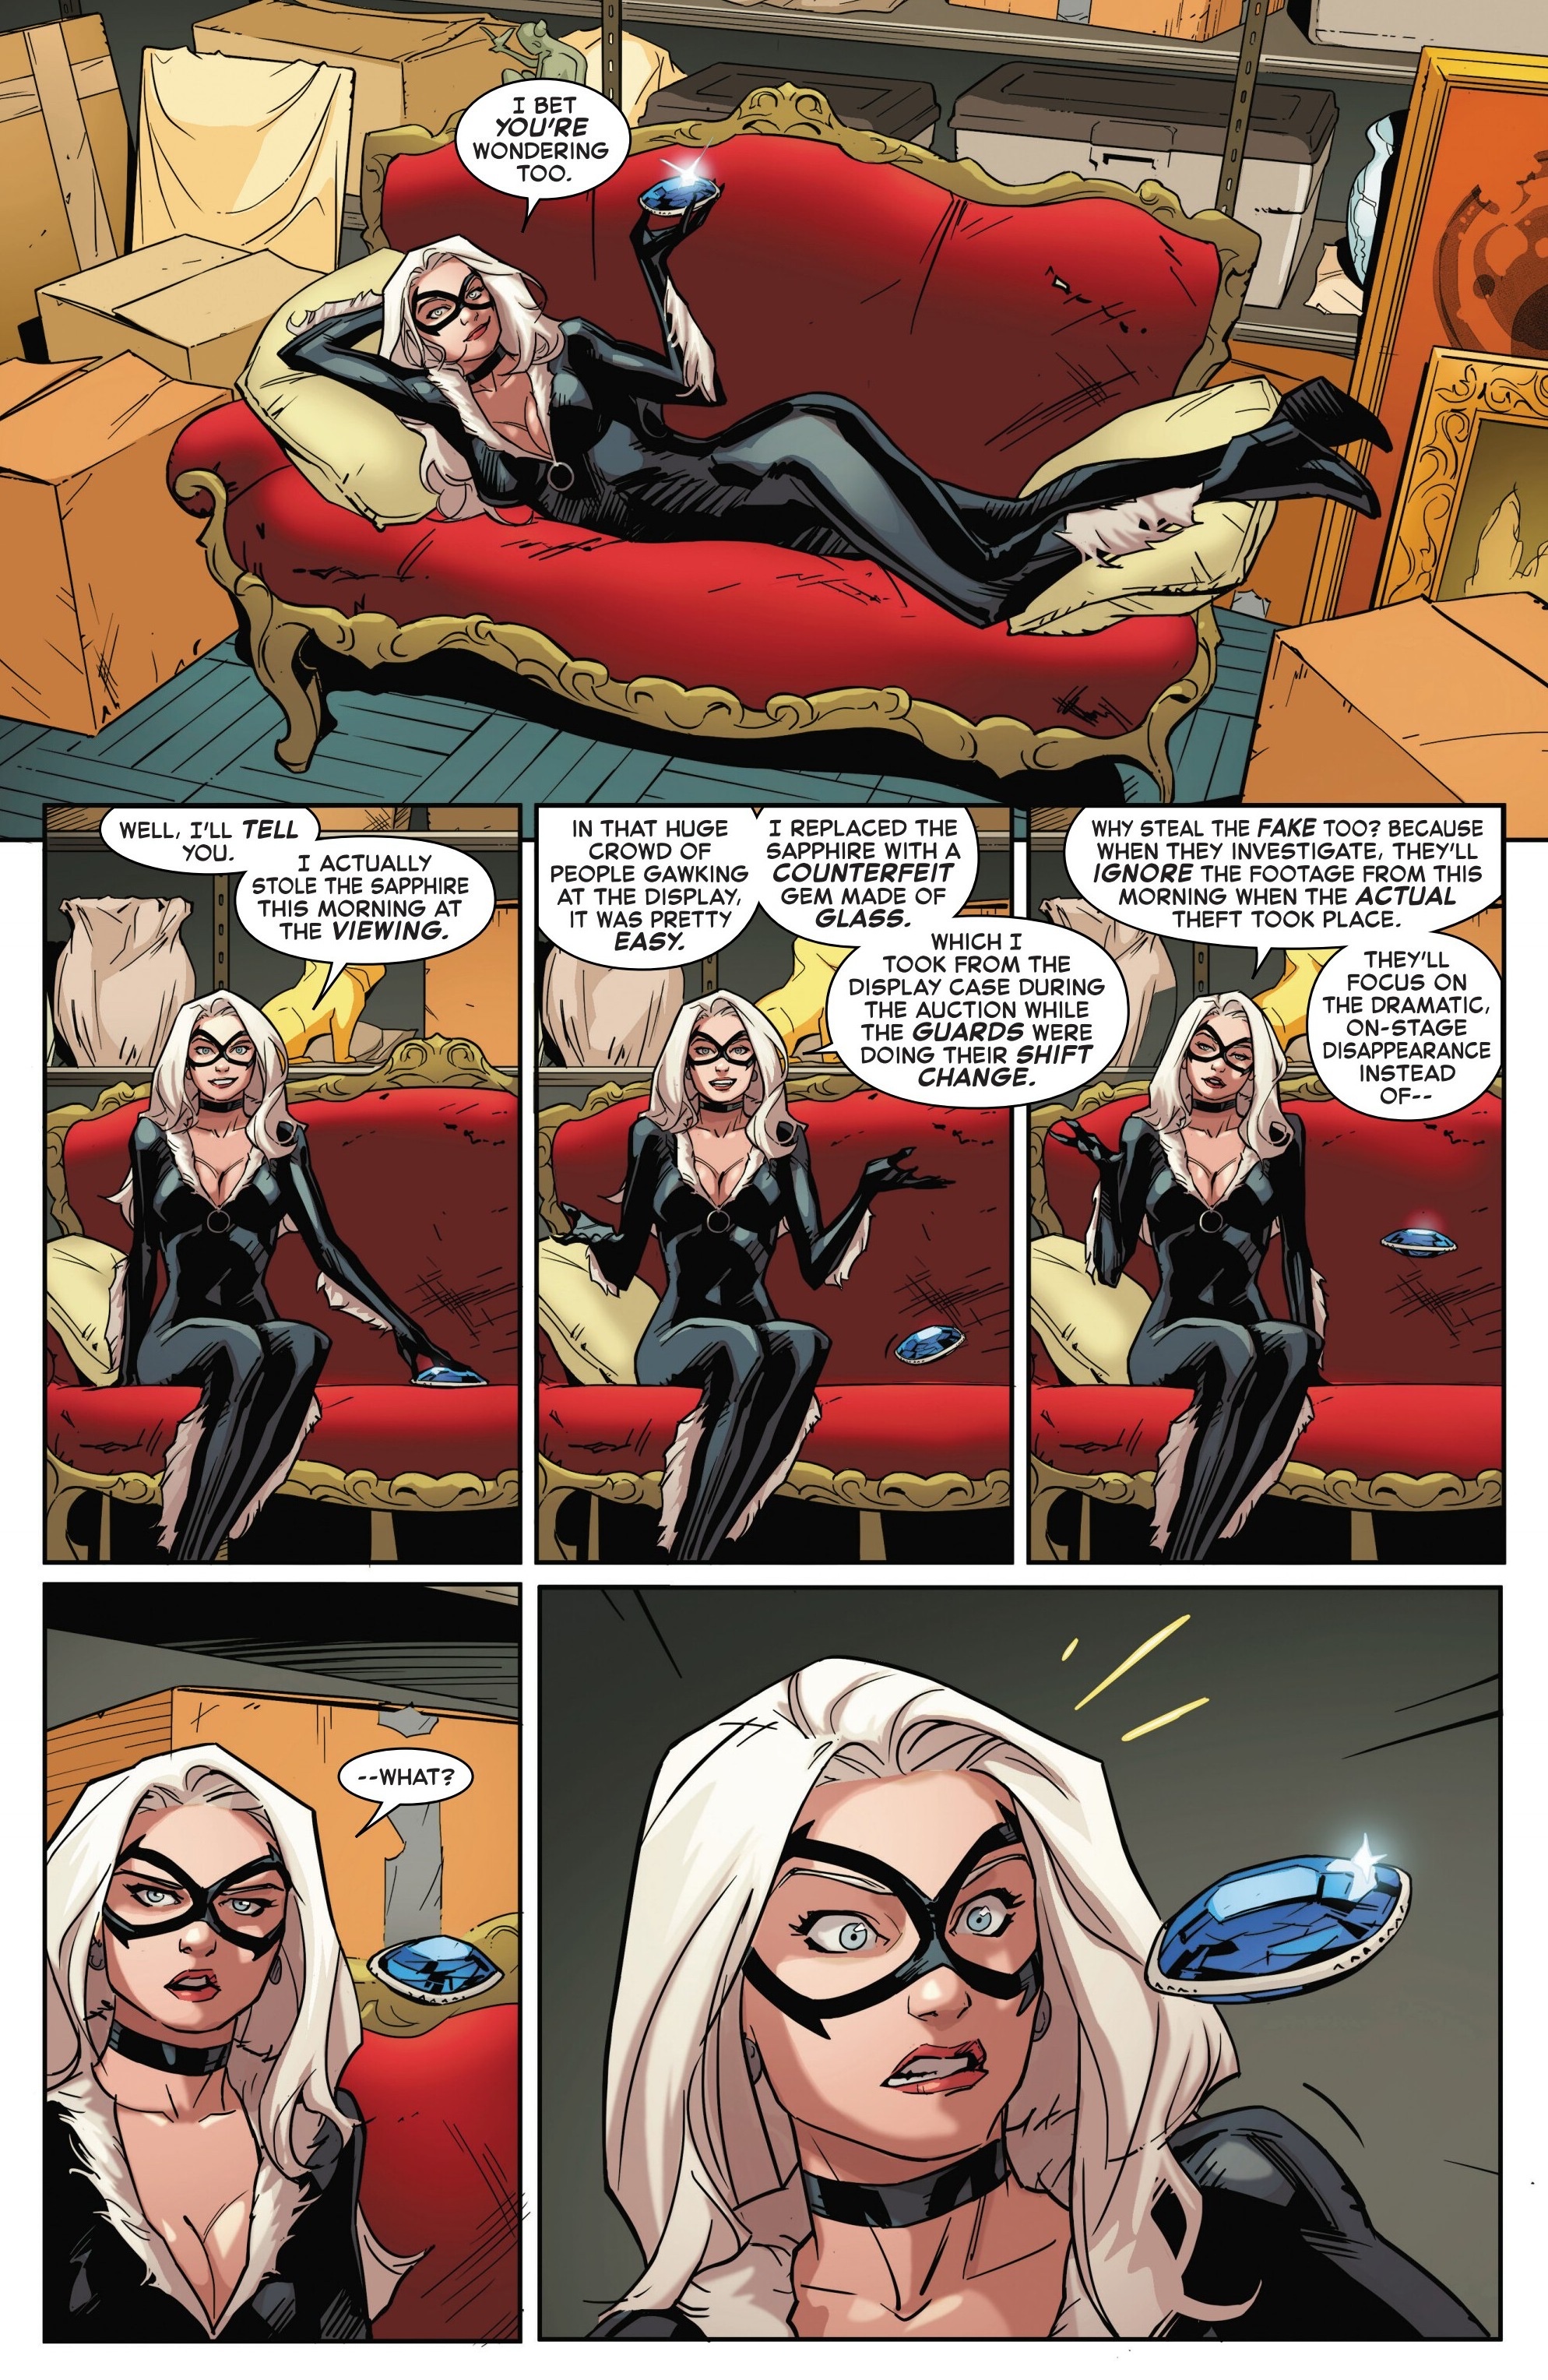 I BET
YOU'RE
WONDERING
TOO.
WELL, I'LL TELL
YOU.
I ACTUALLY
STOLE THE SAPPHIRE
THIS MORNING AT
THE VIEWING.
IN THAT HUGE
CROWD OF
PEOPLE GAWKING
AT THE DISPLAY,
IT WAS PRETTY
EASY.
I REPLACED THE
SAPPHIRE WITH A
COUNTERFEIT
GEM MADE OF
GLASS.
WHICH I
TOOK FROM THE
DISPLAY CASE DURING
THE AUCTION WHILE
THE GUARDS WERE
DOING THEIR SHIFT
CHANGE.
WHY STEAL THE FAKE TOO? BECAUSE
WHEN THEY INVESTIGATE, THEY'LL
IGNORE THE FOOTAGE FROM THIS
MORNING WHEN THE ACTUAL
THEFT TOOK PLACE.
THEY'LL
FOCUS ON
THE DRAMATIC,
ON-STAGE
DISAPPEARANCE
INSTEAD
OF--
--WHAT?